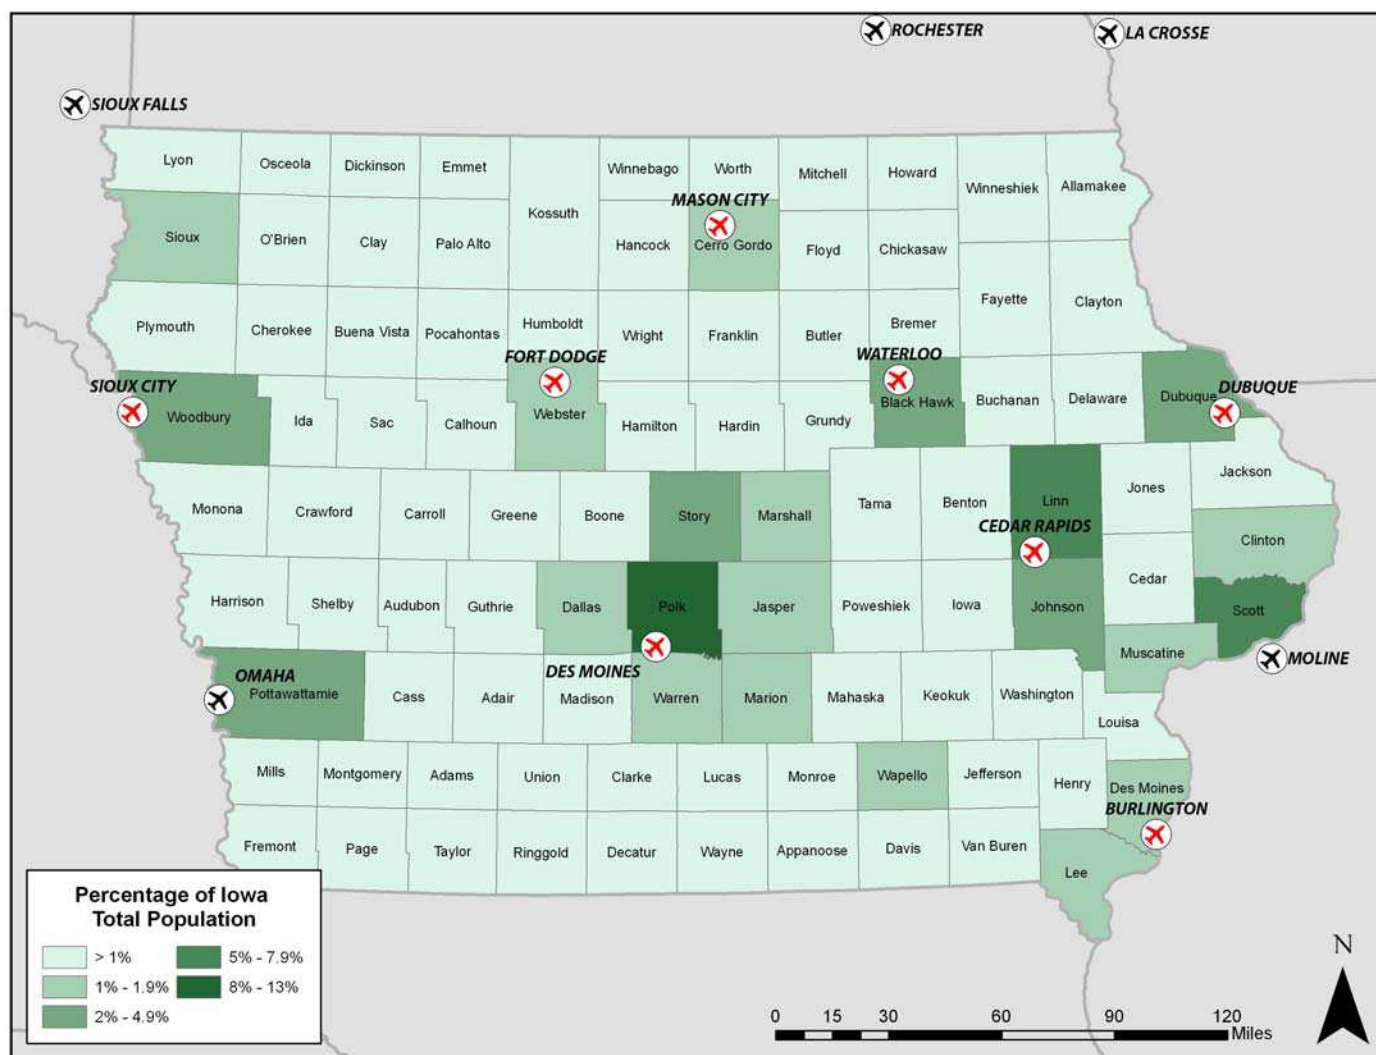 ROCHESTER
LA CROSSE
SIOUX FALLS
Lyon
Osceola
Dickinson
Emmet
Winnebago
Worth
Mitchell
Howard
Winneshiek
Allamakee
Kossuth
MASON CITY
Sioux
O'Brien
Clay
Palo Alto
Hancock
Cerro Gordo
Floyd
Chickasaw
Fayette
Clayton
Plymouth
Cherokee
Buena Vista
Pocahontas
Humboldt
Wright
Franklin
Butler
Bremer
FORT DODGE
WATERLOO
SIOUX CITY
DUBUQUE
Woodbury
Ida
Sac
Calhoun
Webster
Hamilton
Hardin
Grundy
Black Hawk
Buchanan
Delaware
Dubuque
Jackson
Monona
Crawford
Carroll
Greene
Boone
Story
Marshall
Tama
Benton
Linn
Jones
CEDAR RAPIDS
Clinton
Harrison
Shelby
Audubon
Guthrie
Dallas
Polk
Jasper
Poweshiek
Iowa
Johnson
Cedar
Scott
Muscatine
MOLINE
OMAHA
DES MOINES
Pottawattamie
Cass
Adair
Madison
Warren
Marion
Mahaska
Keokuk
Washington
Louisa
Mills
Montgomery
Adams
Union
Clarke
Lucas
Monroe
Wapello
Jefferson
Henry
Des Moines
BURLINGTON
Fremont
Page
Taylor
Ringgold
Decatur
Wayne
Appanoose
Davis
Van Buren
Lee
Percentage of Iowa
Total Population
> 1%
5% - 7.9%
1% - 1.9%
8% - 13%
2% - 4.9%
N
0 15 30 60 90 120
Miles